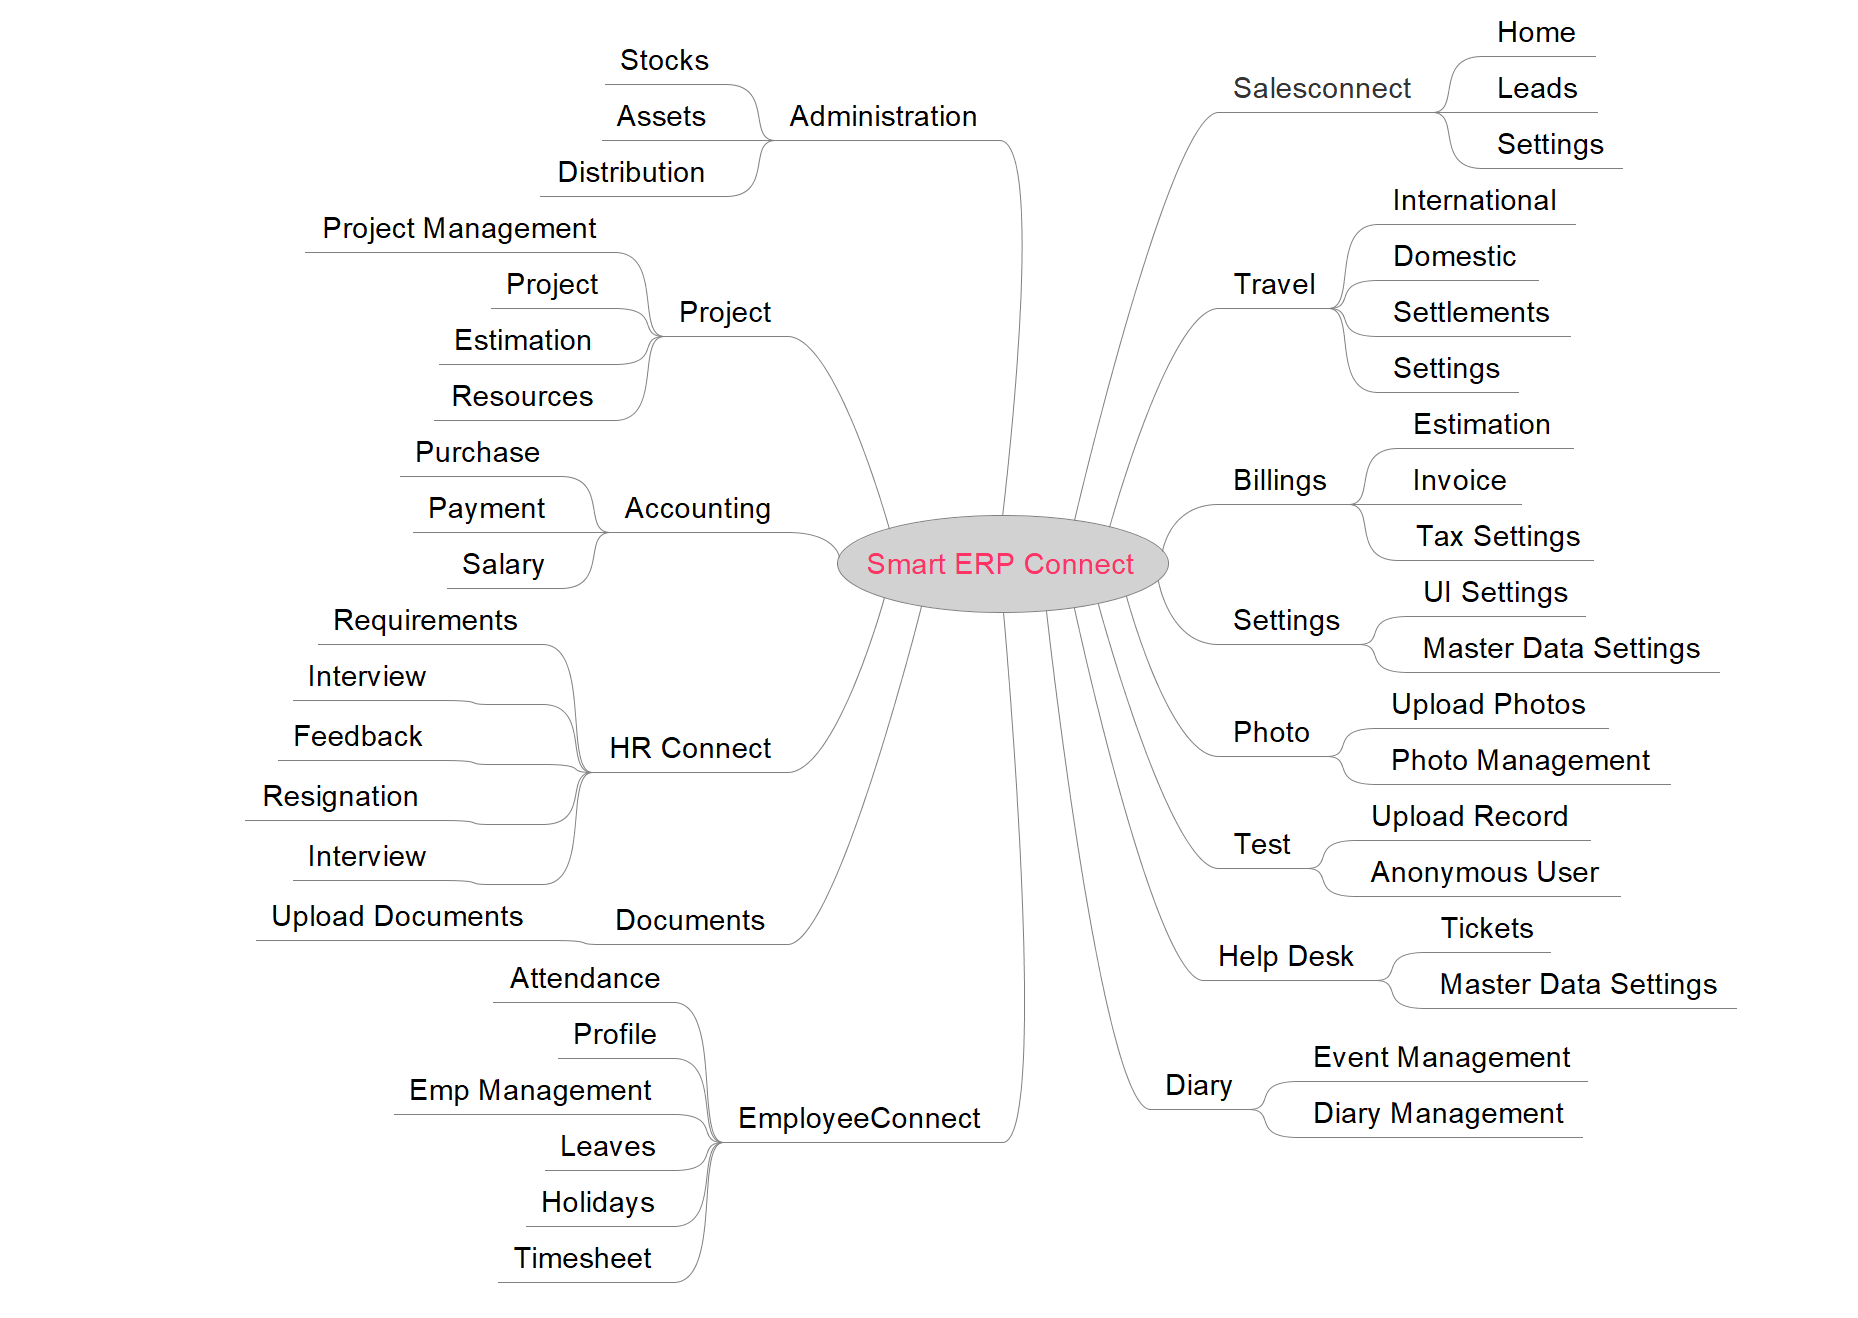 Smart ERP Connect
Administration
Stocks
Assets
Distribution
Project
Project Management
Project
Estimation
Resources
Accounting
Purchase
Payment
Salary
HR Connect
Requirements
Interview
Feedback
Resignation
Interview
Documents
Upload Documents
EmployeeConnect
Attendance
Profile
Emp Management
Leaves
Holidays
Timesheet
Salesconnect
Home
Leads
Settings
Travel
International
Domestic
Settlements
Settings
Billings
Estimation
Invoice
Tax Settings
Settings
UI Settings
Master Data Settings
Photo
Upload Photos
Photo Management
Test
Upload Record
Anonymous User
Help Desk
Tickets
Master Data Settings
Diary
Event Management
Diary Management